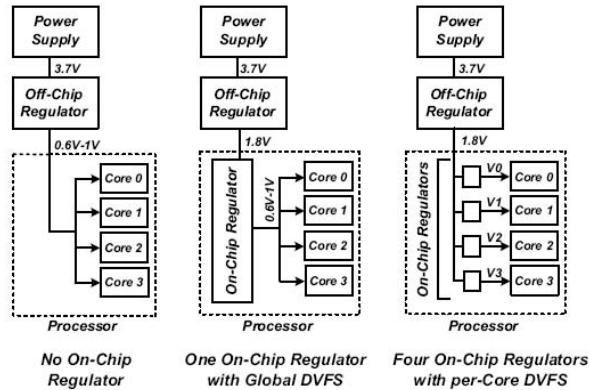 Power
Supply
3.7V
Off-Chip
Regulator
0.6V-1V
Core 0
Core 1
Core 2
Core 3
Processor
No On-Chip
Regulator
Power
Supply
3.7V
Off-Chip
Regulator
1.8V
On-Chip Regulator
0.6V-1V
Core 0
Core 1
Core 2
Core 3
Processor
One On-Chip Regulator
with Global DVFS
Power
Supply
3.7V
Off-Chip
Regulator
1.8V
On-Chip Regulators
V0
Core 0
V1
Core 1
V2
Core 2
V3
Core 3
Processor
Four On-Chip Regulators
with per-Core DVFS